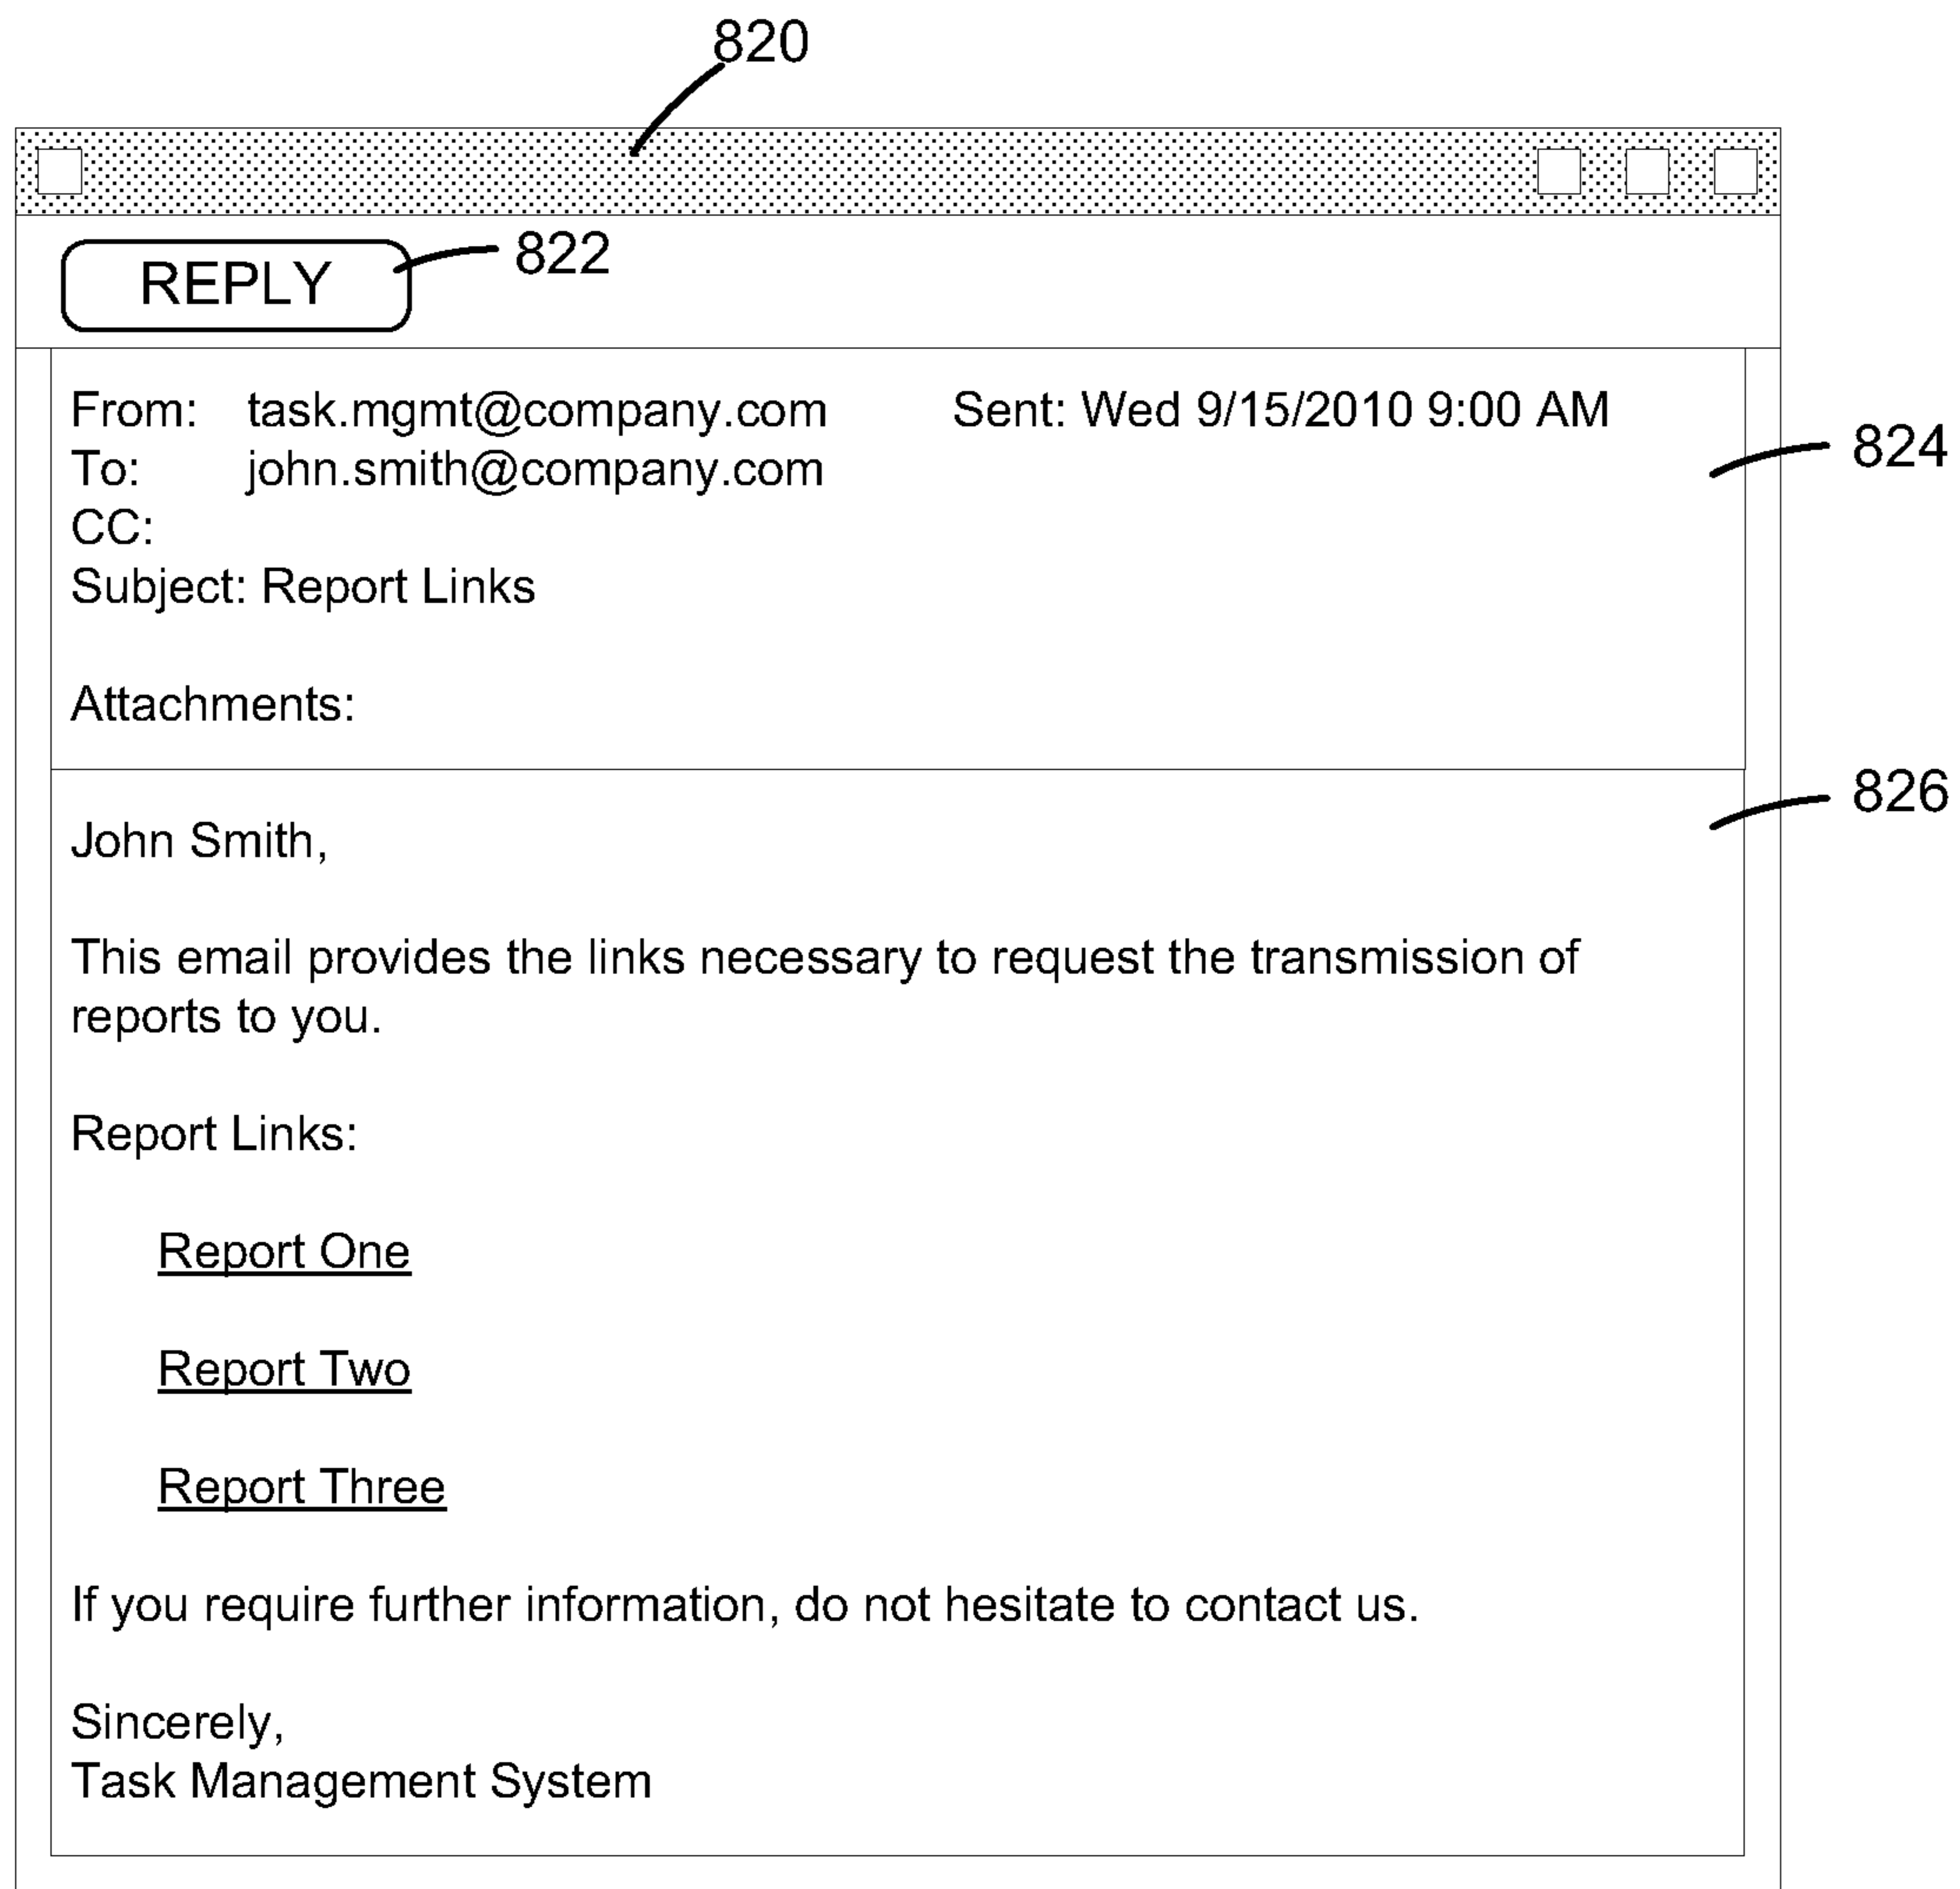 820
REPLY 822
From: task.mgmt@company.com Sent: Wed 9/15/2010 9:00 AM
824
To: john.smith@company.com
CC:
Subject: Report Links
Attachments:
826
John Smith,
This email provides the links necessary to request the transmission of
reports to you.
Report Links:
Report One
Report Two
Report Three
If you require further information, do not hesitate to contact us.
Sincerely,
Task Management System